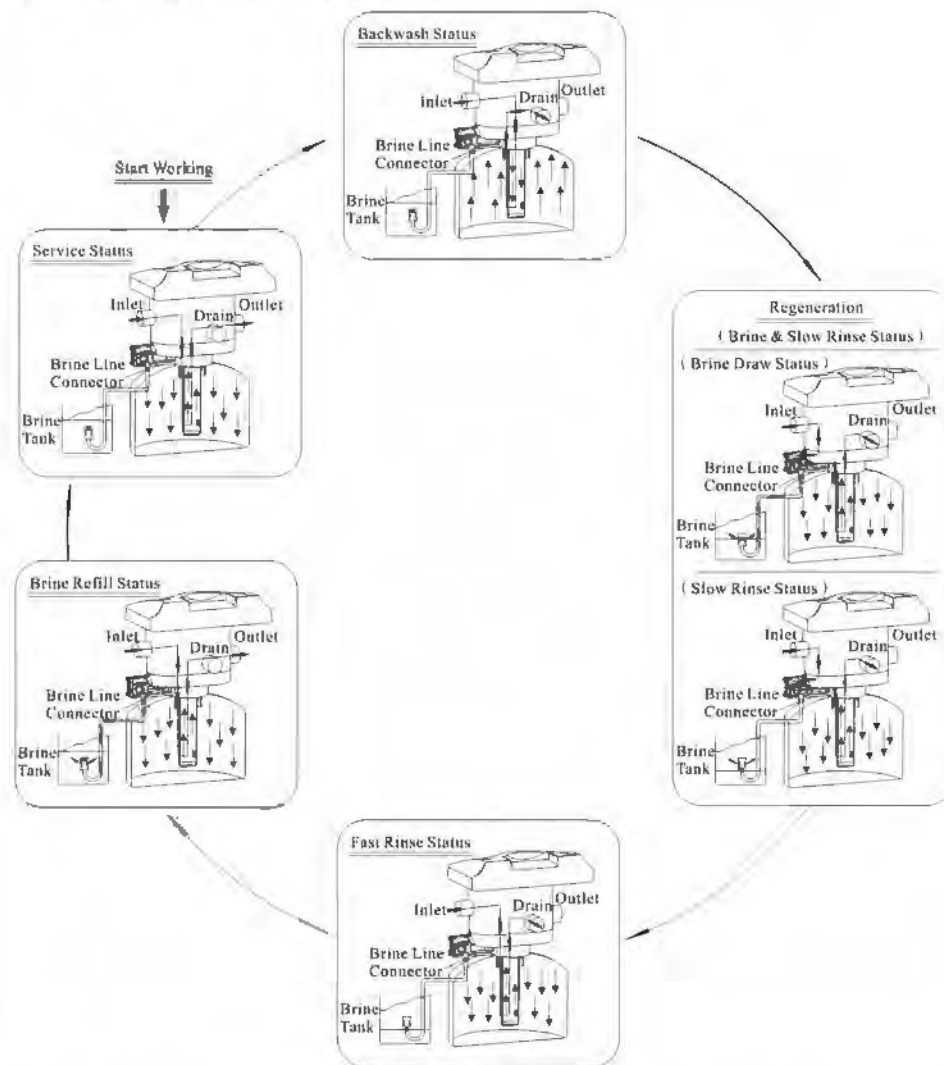 Backwash Status
Inlet
Drain
Outlet
Brine Line
Connector
Brine
Tank
Start Working
Service Status
Inlet
Drain
Outlet
Brine Line
Connector
Brine
Tank
Regeneration
( Brine & Slow Rinse Status )
( Brine Draw Status )
Inlet
Drain
Outlet
Brine Line
Connector
Brine
Tank
( Slow Rinse Status )
Inlet
Drain
Outlet
Brine Line
Connector
Brine
Tank
Fast Rinse Status
Inlet
Drain
Outlet
Brine Line
Connector
Brine
Tank
Brine Refill Status
Inlet
Drain
Outlet
Brine Line
Connector
Brine
Tank